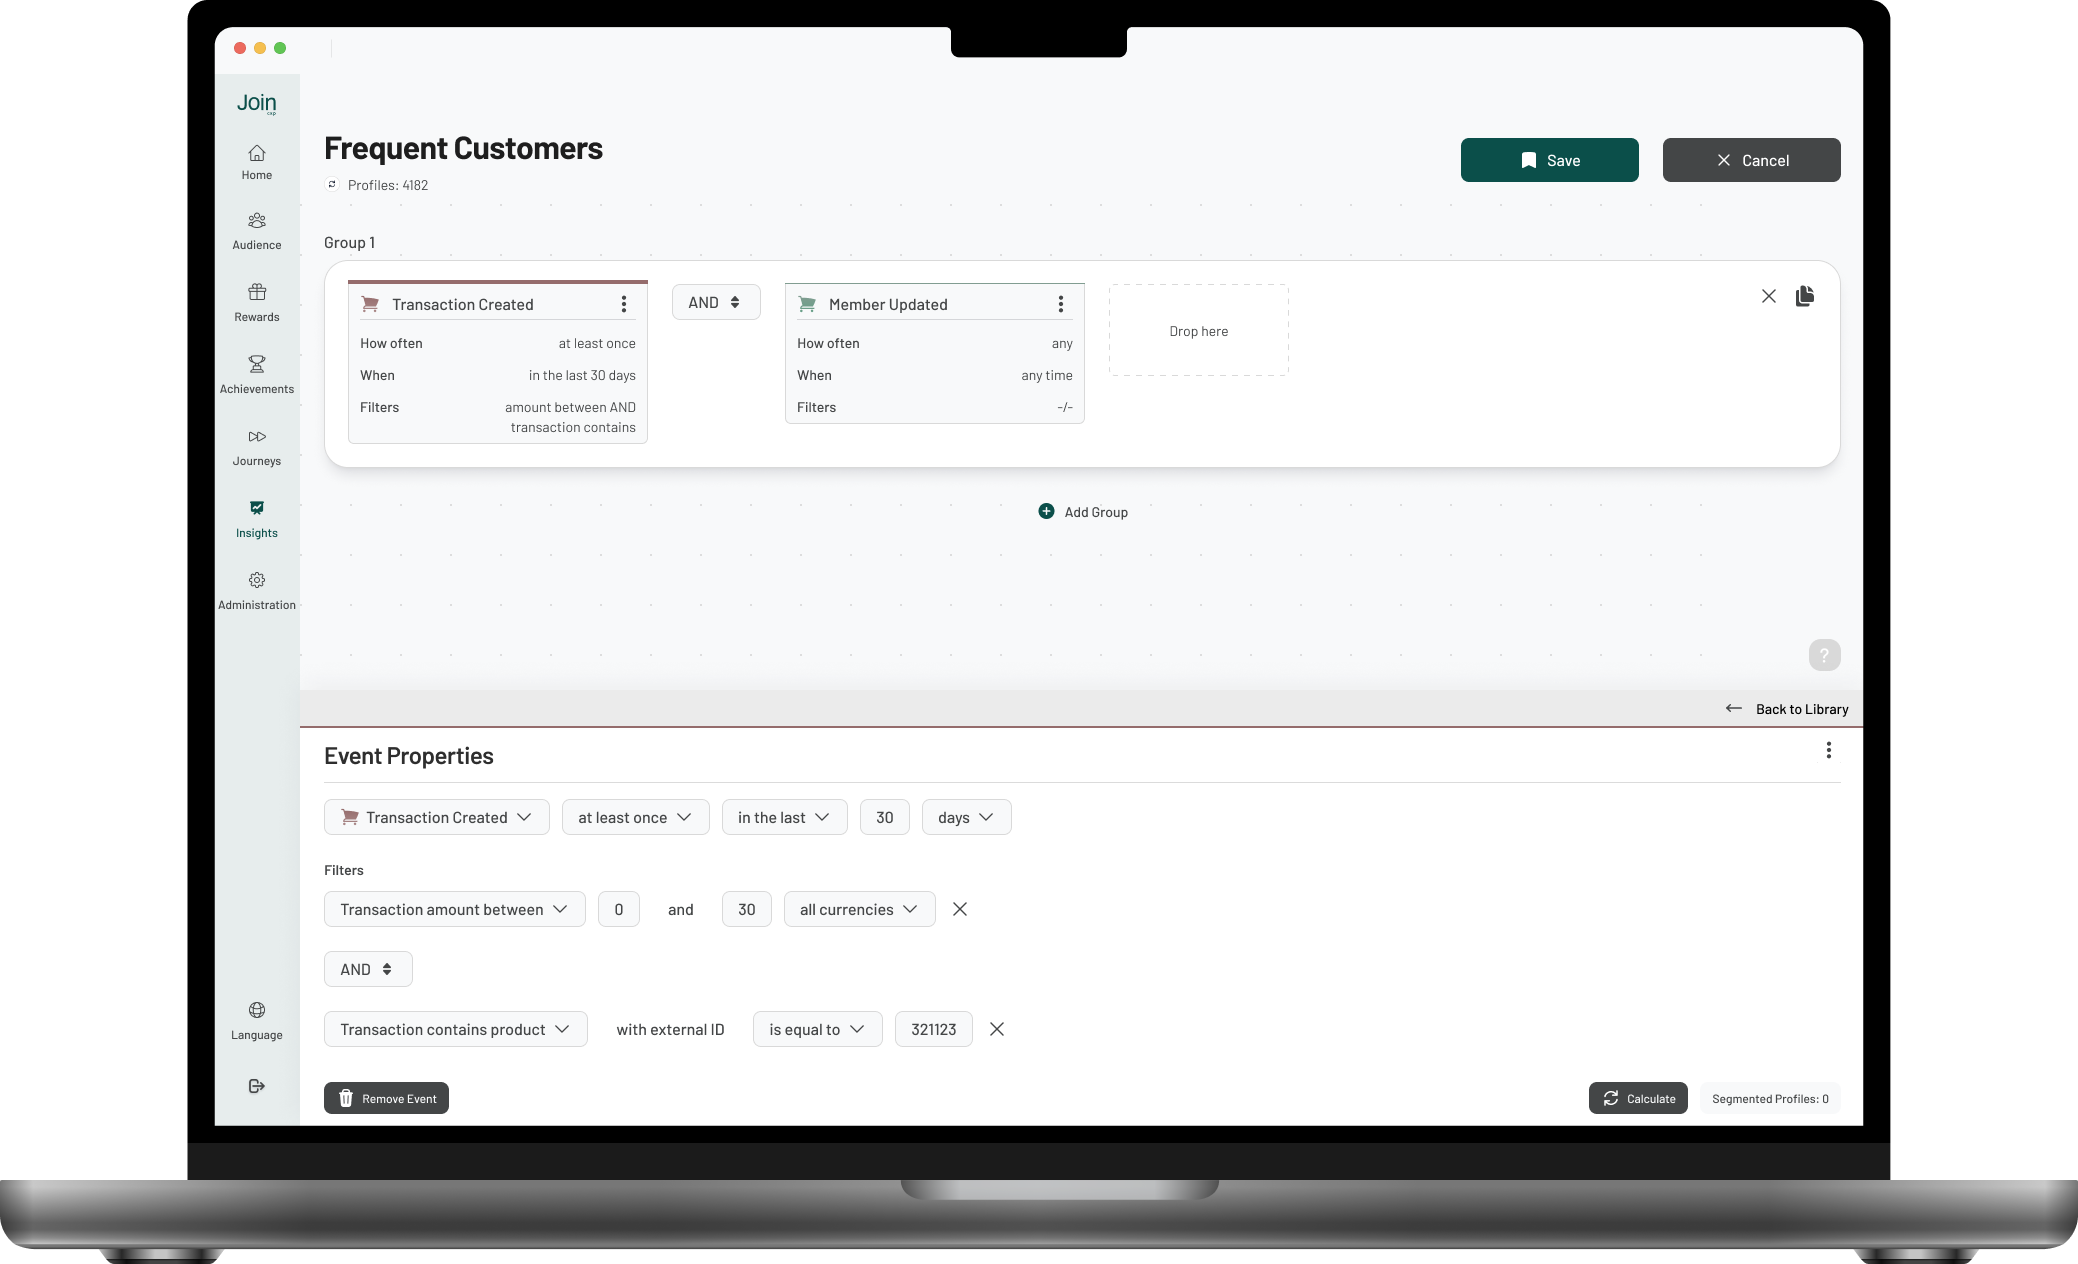 Join
cxp
Home
Audience
Rewards
Achievements
Journeys
Insights
Administration
Language
Frequent Customers
Profiles: 4182
Save
Cancel
Group 1
Transaction Created
How often at least once
When in the last 30 days
Filters amount between AND
transaction contains
AND
Member Updated
How often any
When any time
Filters -/-
Drop here
Add Group
?
Back to Library
Event Properties
Transaction Created at least once in the last 30 days
Filters
Transaction amount between 0 and 30 all currencies
AND
Transaction contains product with external ID is equal to 321123
Remove Event
Calculate
Segmented Profiles: 0